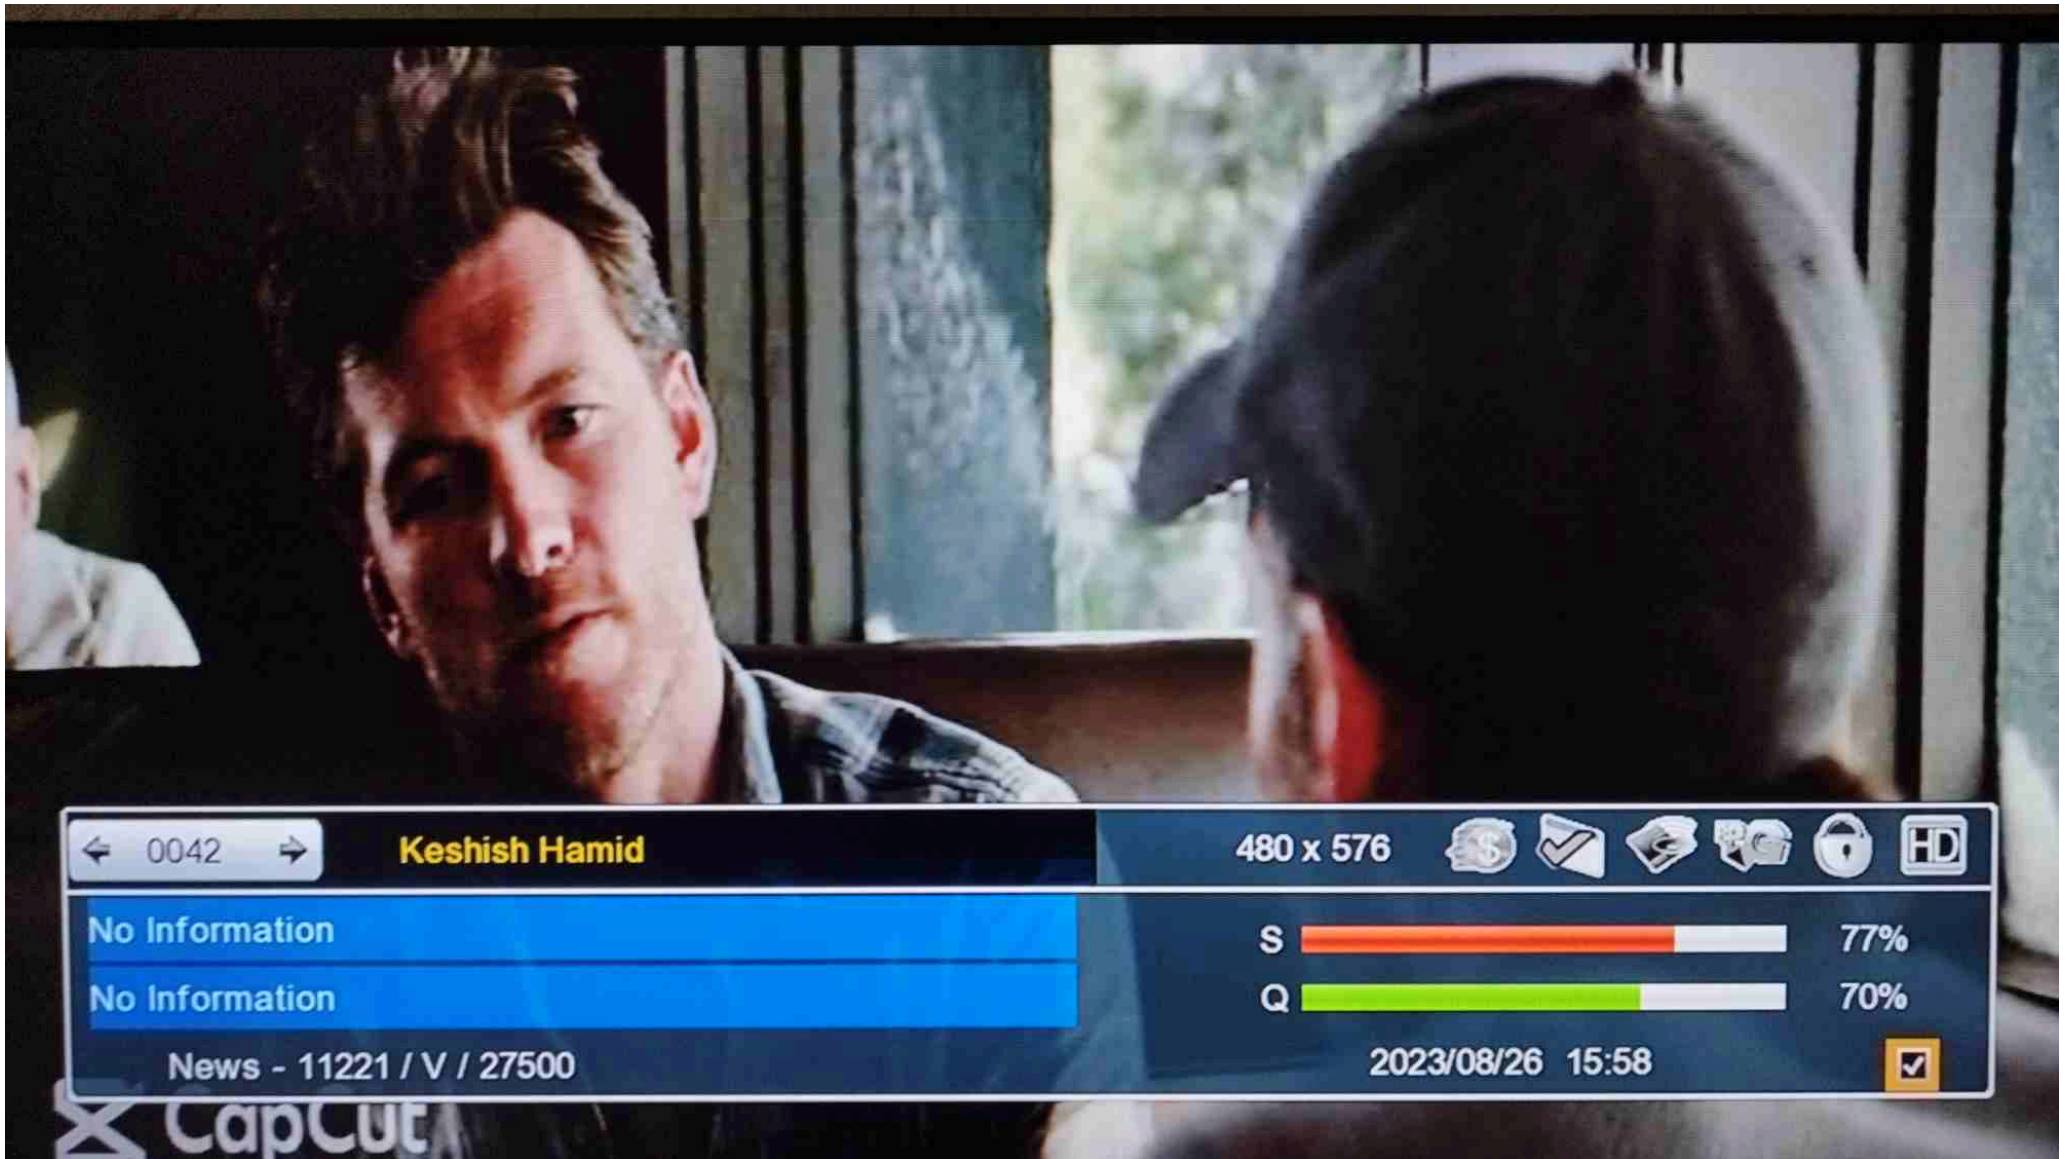 0042
Keshish Hamid
480 x 576
HD
No Information
No Information
S 77%
Q 70%
News - 11221 / V / 27500
2023/08/26 15:58
CapCut